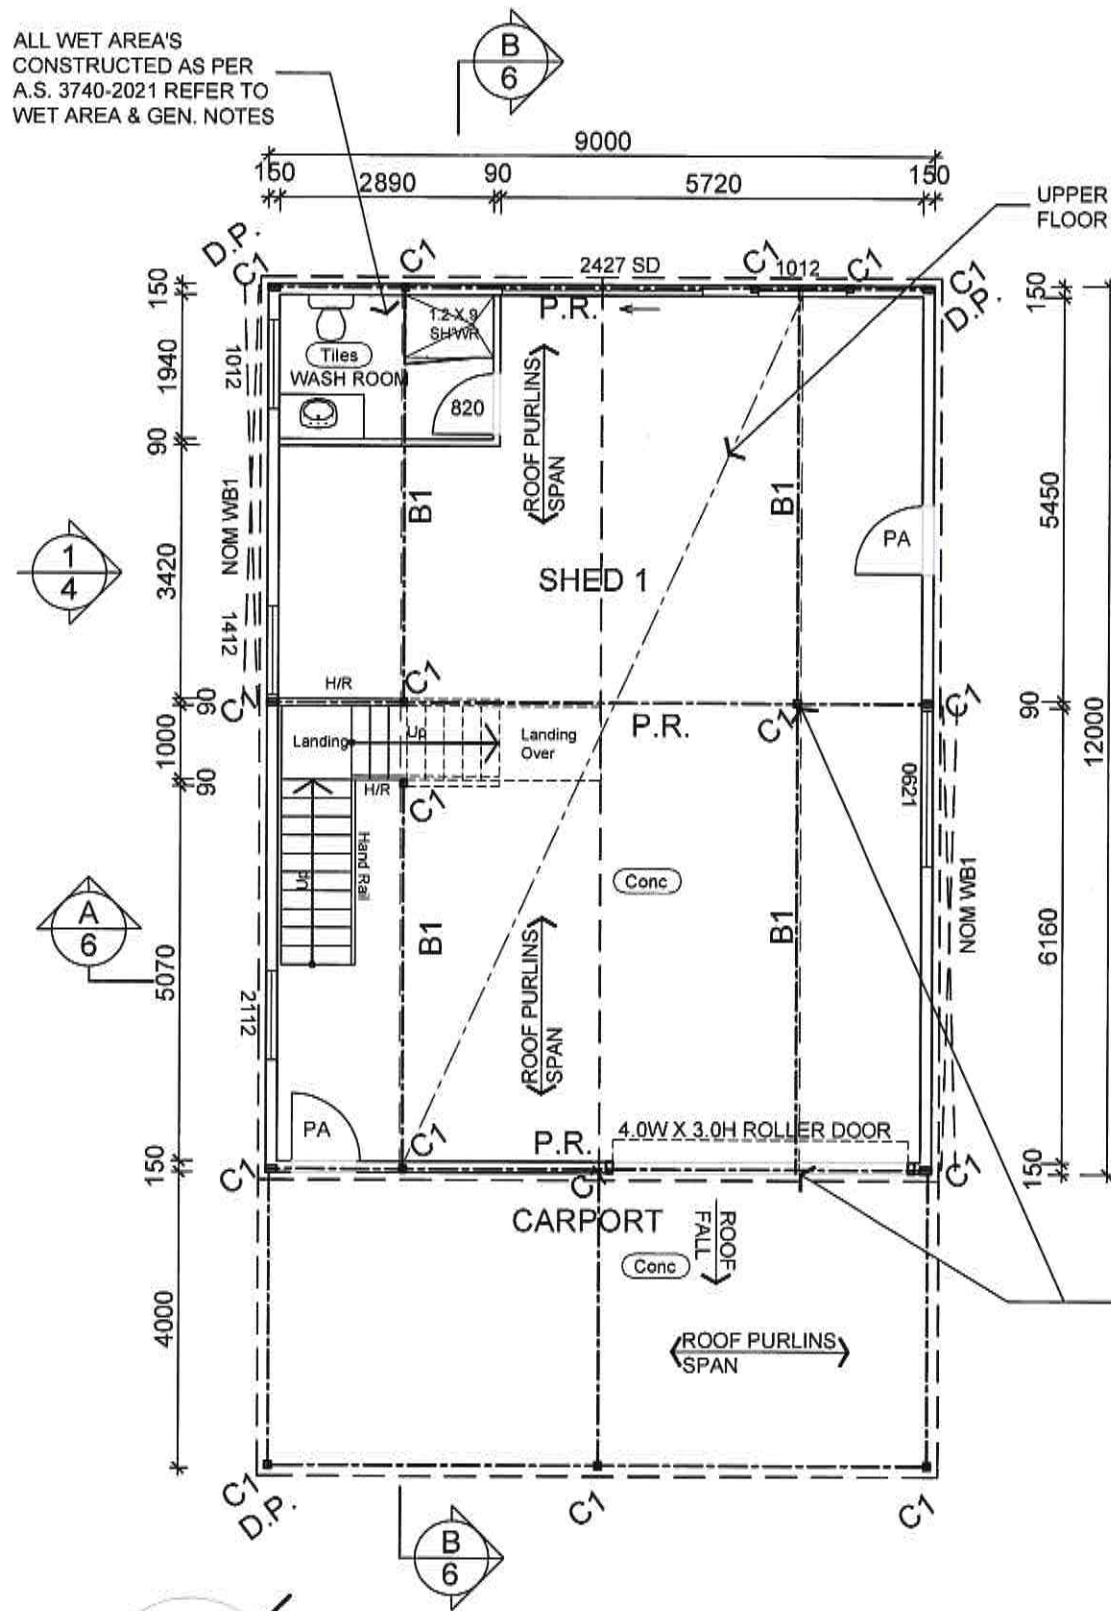 ALL WET AREA'S
CONSTRUCTED AS PER
A.S. 3740-2021 REFER TO
WET AREA & GEN. NOTES
B
6
9000
150
2890
90
5720
150
UPPER
FLOOR
D.P.
C1
C1
2427 SD
C1
1012
C1
C1
D.P.
150
1940
90
3420
90
1000
90
5070
150
4000
150
5450
90
6160
150
12000
P.R.
1.2 X .9
SHWR
Tiles
WASH ROOM
820
1012
ROOF PURLINS
SPAN
B1
B1
NOM WB1
PA
1
4
SHED 1
1412
H/R
C1
C1
C1
C1
P.R.
Landing
Up
Landing
Over
H/R
C1
0621
Hand Rail
Up
Conc
A
6
B1
B1
NOM WB1
ROOF PURLINS
SPAN
2112
PA
C1
P.R.
4.0W X 3.0H ROLLER DOOR
C1
C1
C1
CARPORT
ROOF
FALL
Conc
ROOF PURLINS
SPAN
C1
D.P.
C1
C1
B
6